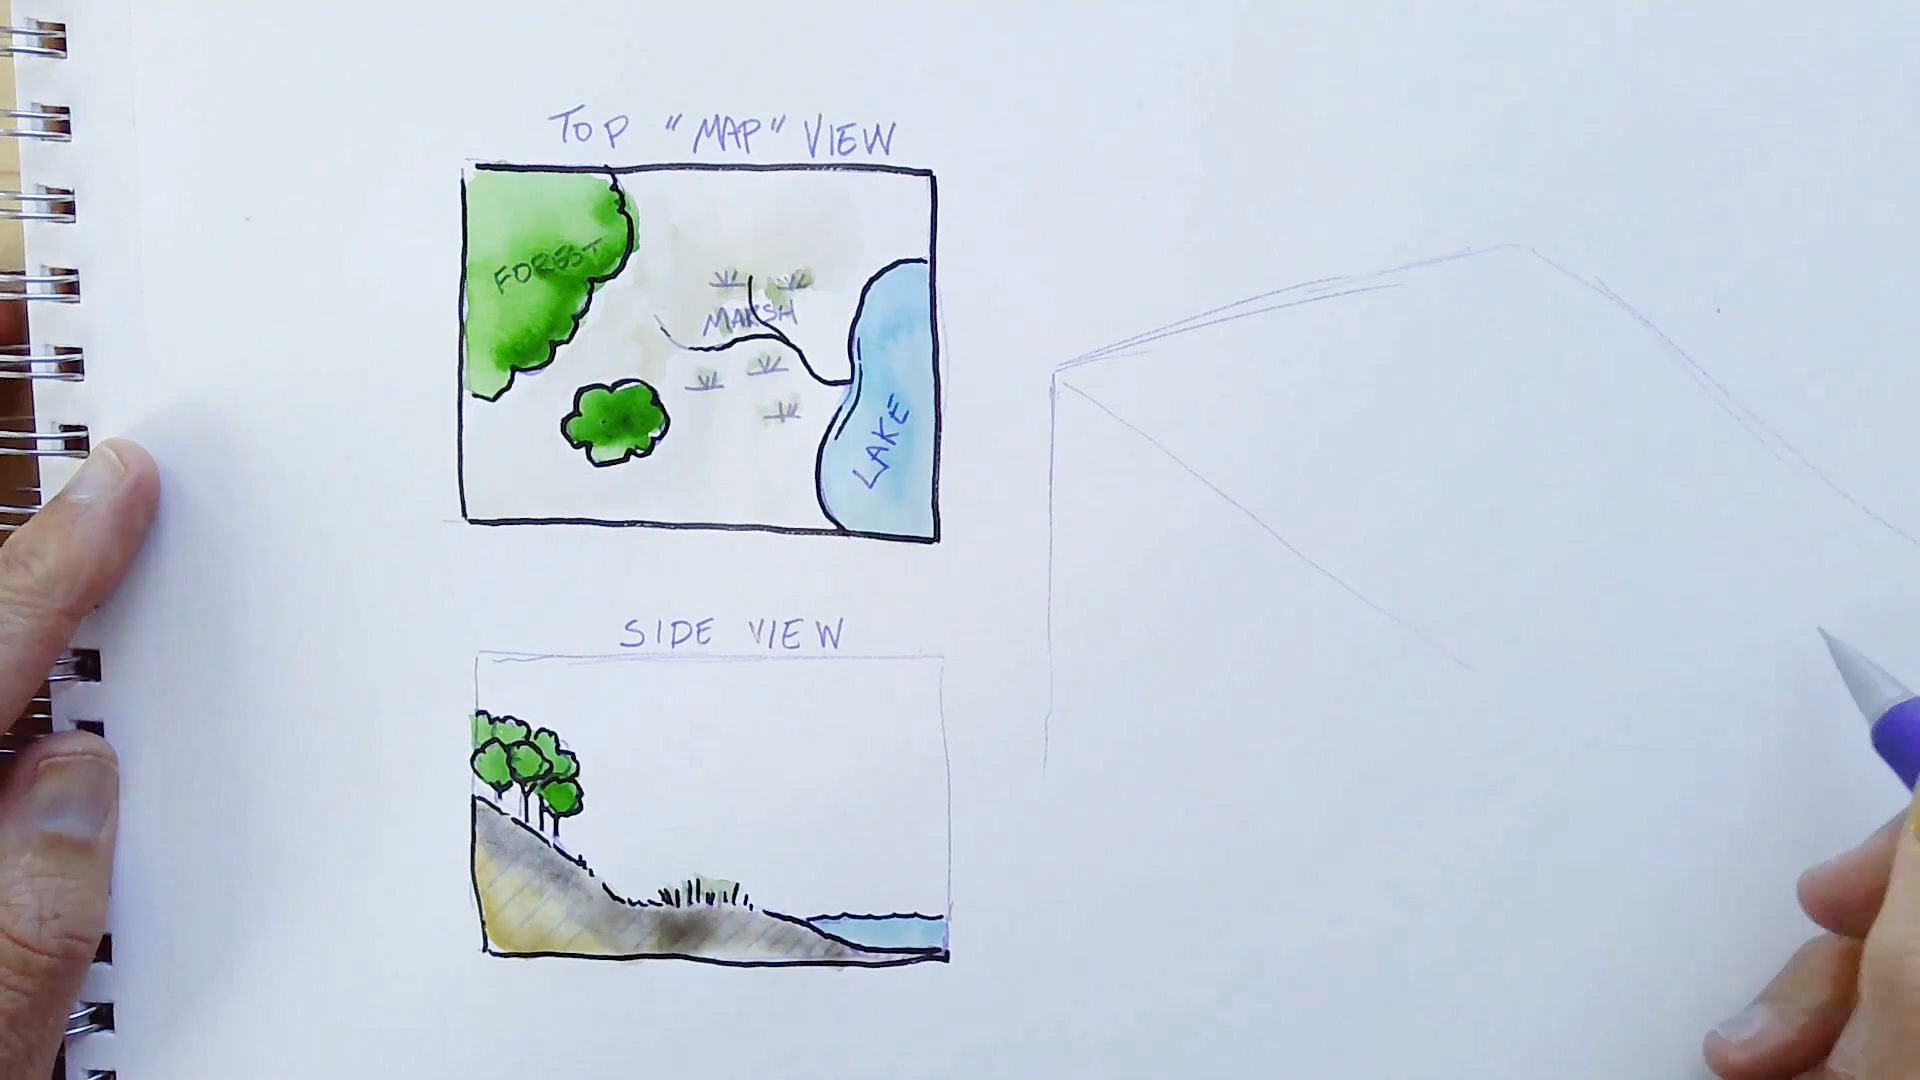 TOP "MAP" VIEW
FOREST
MARSH
LAKE
SIDE VIEW